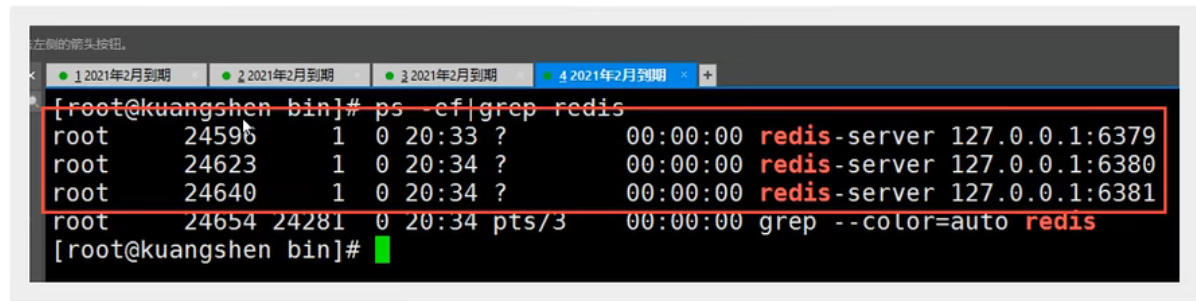 左侧的箭头按钮。
1 2021年2月到期 × 2 2021年2月到期 × 3 2021年2月到期 × 4 2021年2月到期 × +
[root@kuangshen bin]# ps -ef|grep redis
root 24596 1 0 20:33 ? 00:00:00 redis-server 127.0.0.1:6379
root 24623 1 0 20:34 ? 00:00:00 redis-server 127.0.0.1:6380
root 24640 1 0 20:34 ? 00:00:00 redis-server 127.0.0.1:6381
root 24654 24281 0 20:34 pts/3 00:00:00 grep --color=auto redis
[root@kuangshen bin]#